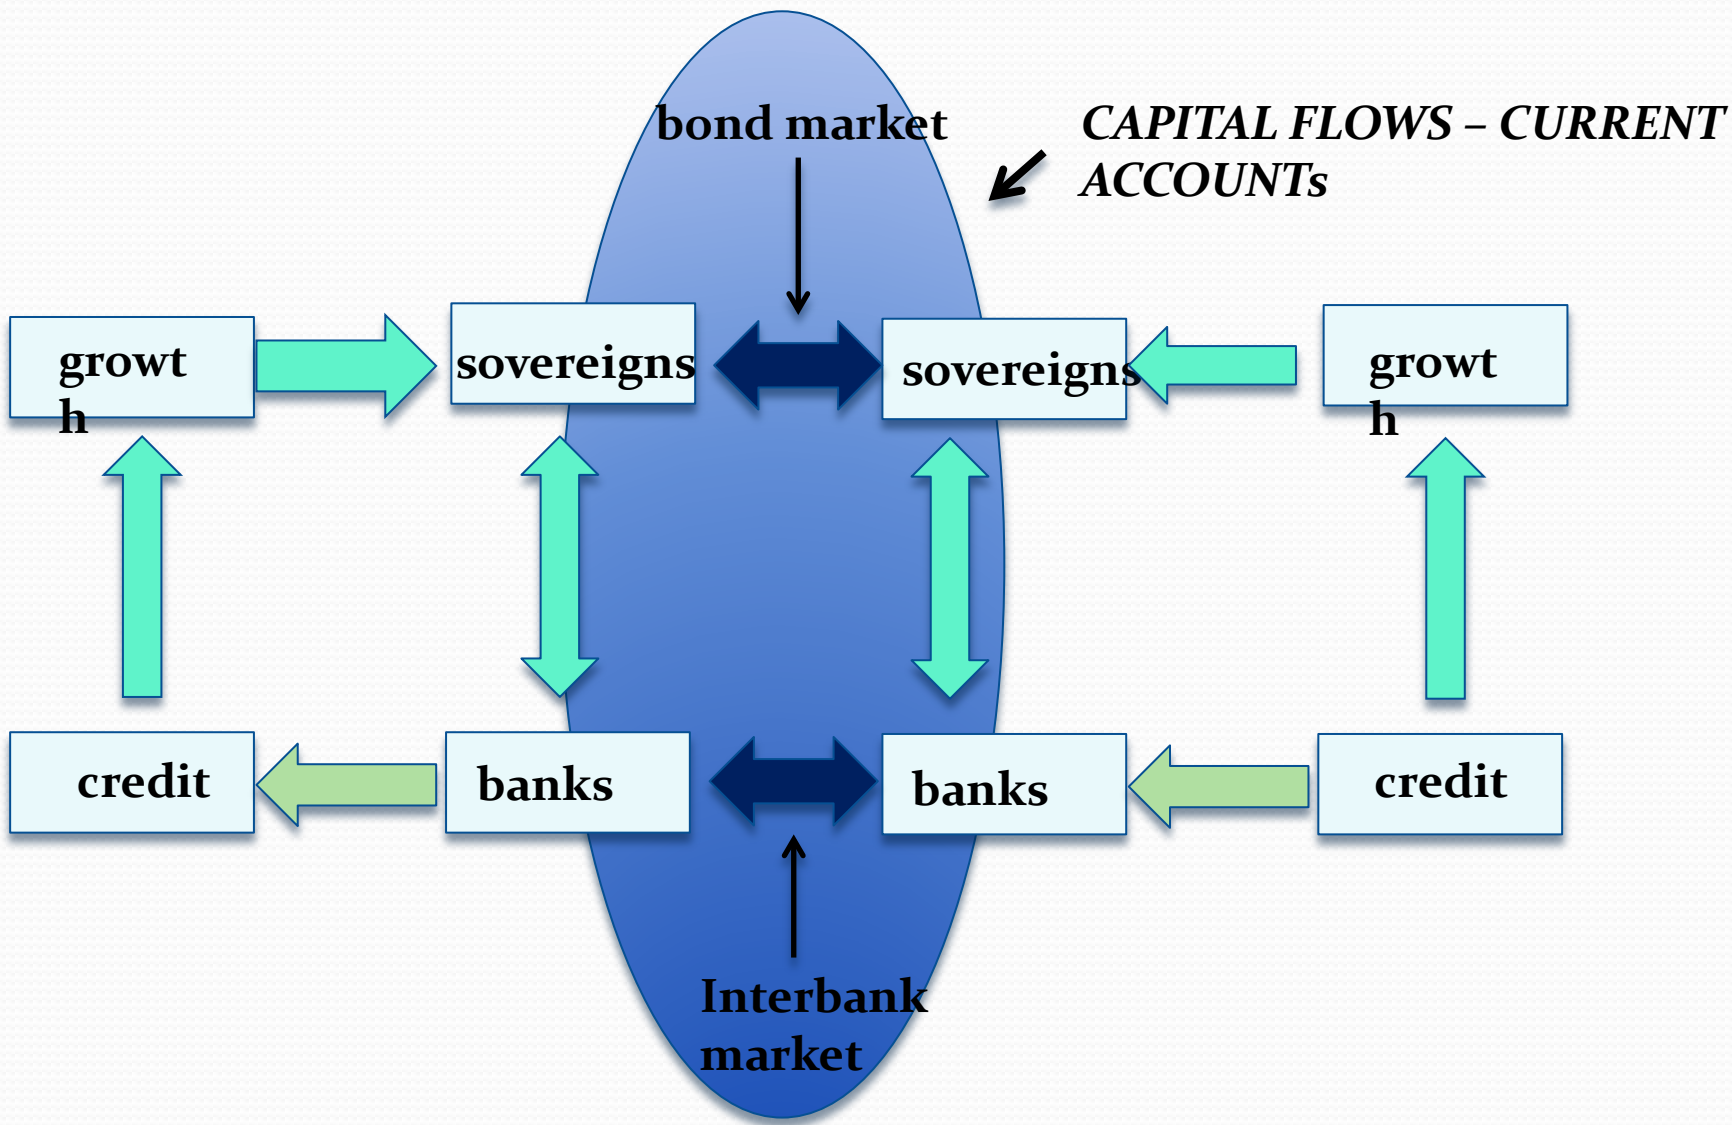 bond market
CAPITAL FLOWS – CURRENT
ACCOUNTs
growt
h
sovereigns
sovereigns
growt
h
credit
banks
banks
credit
Interbank
market